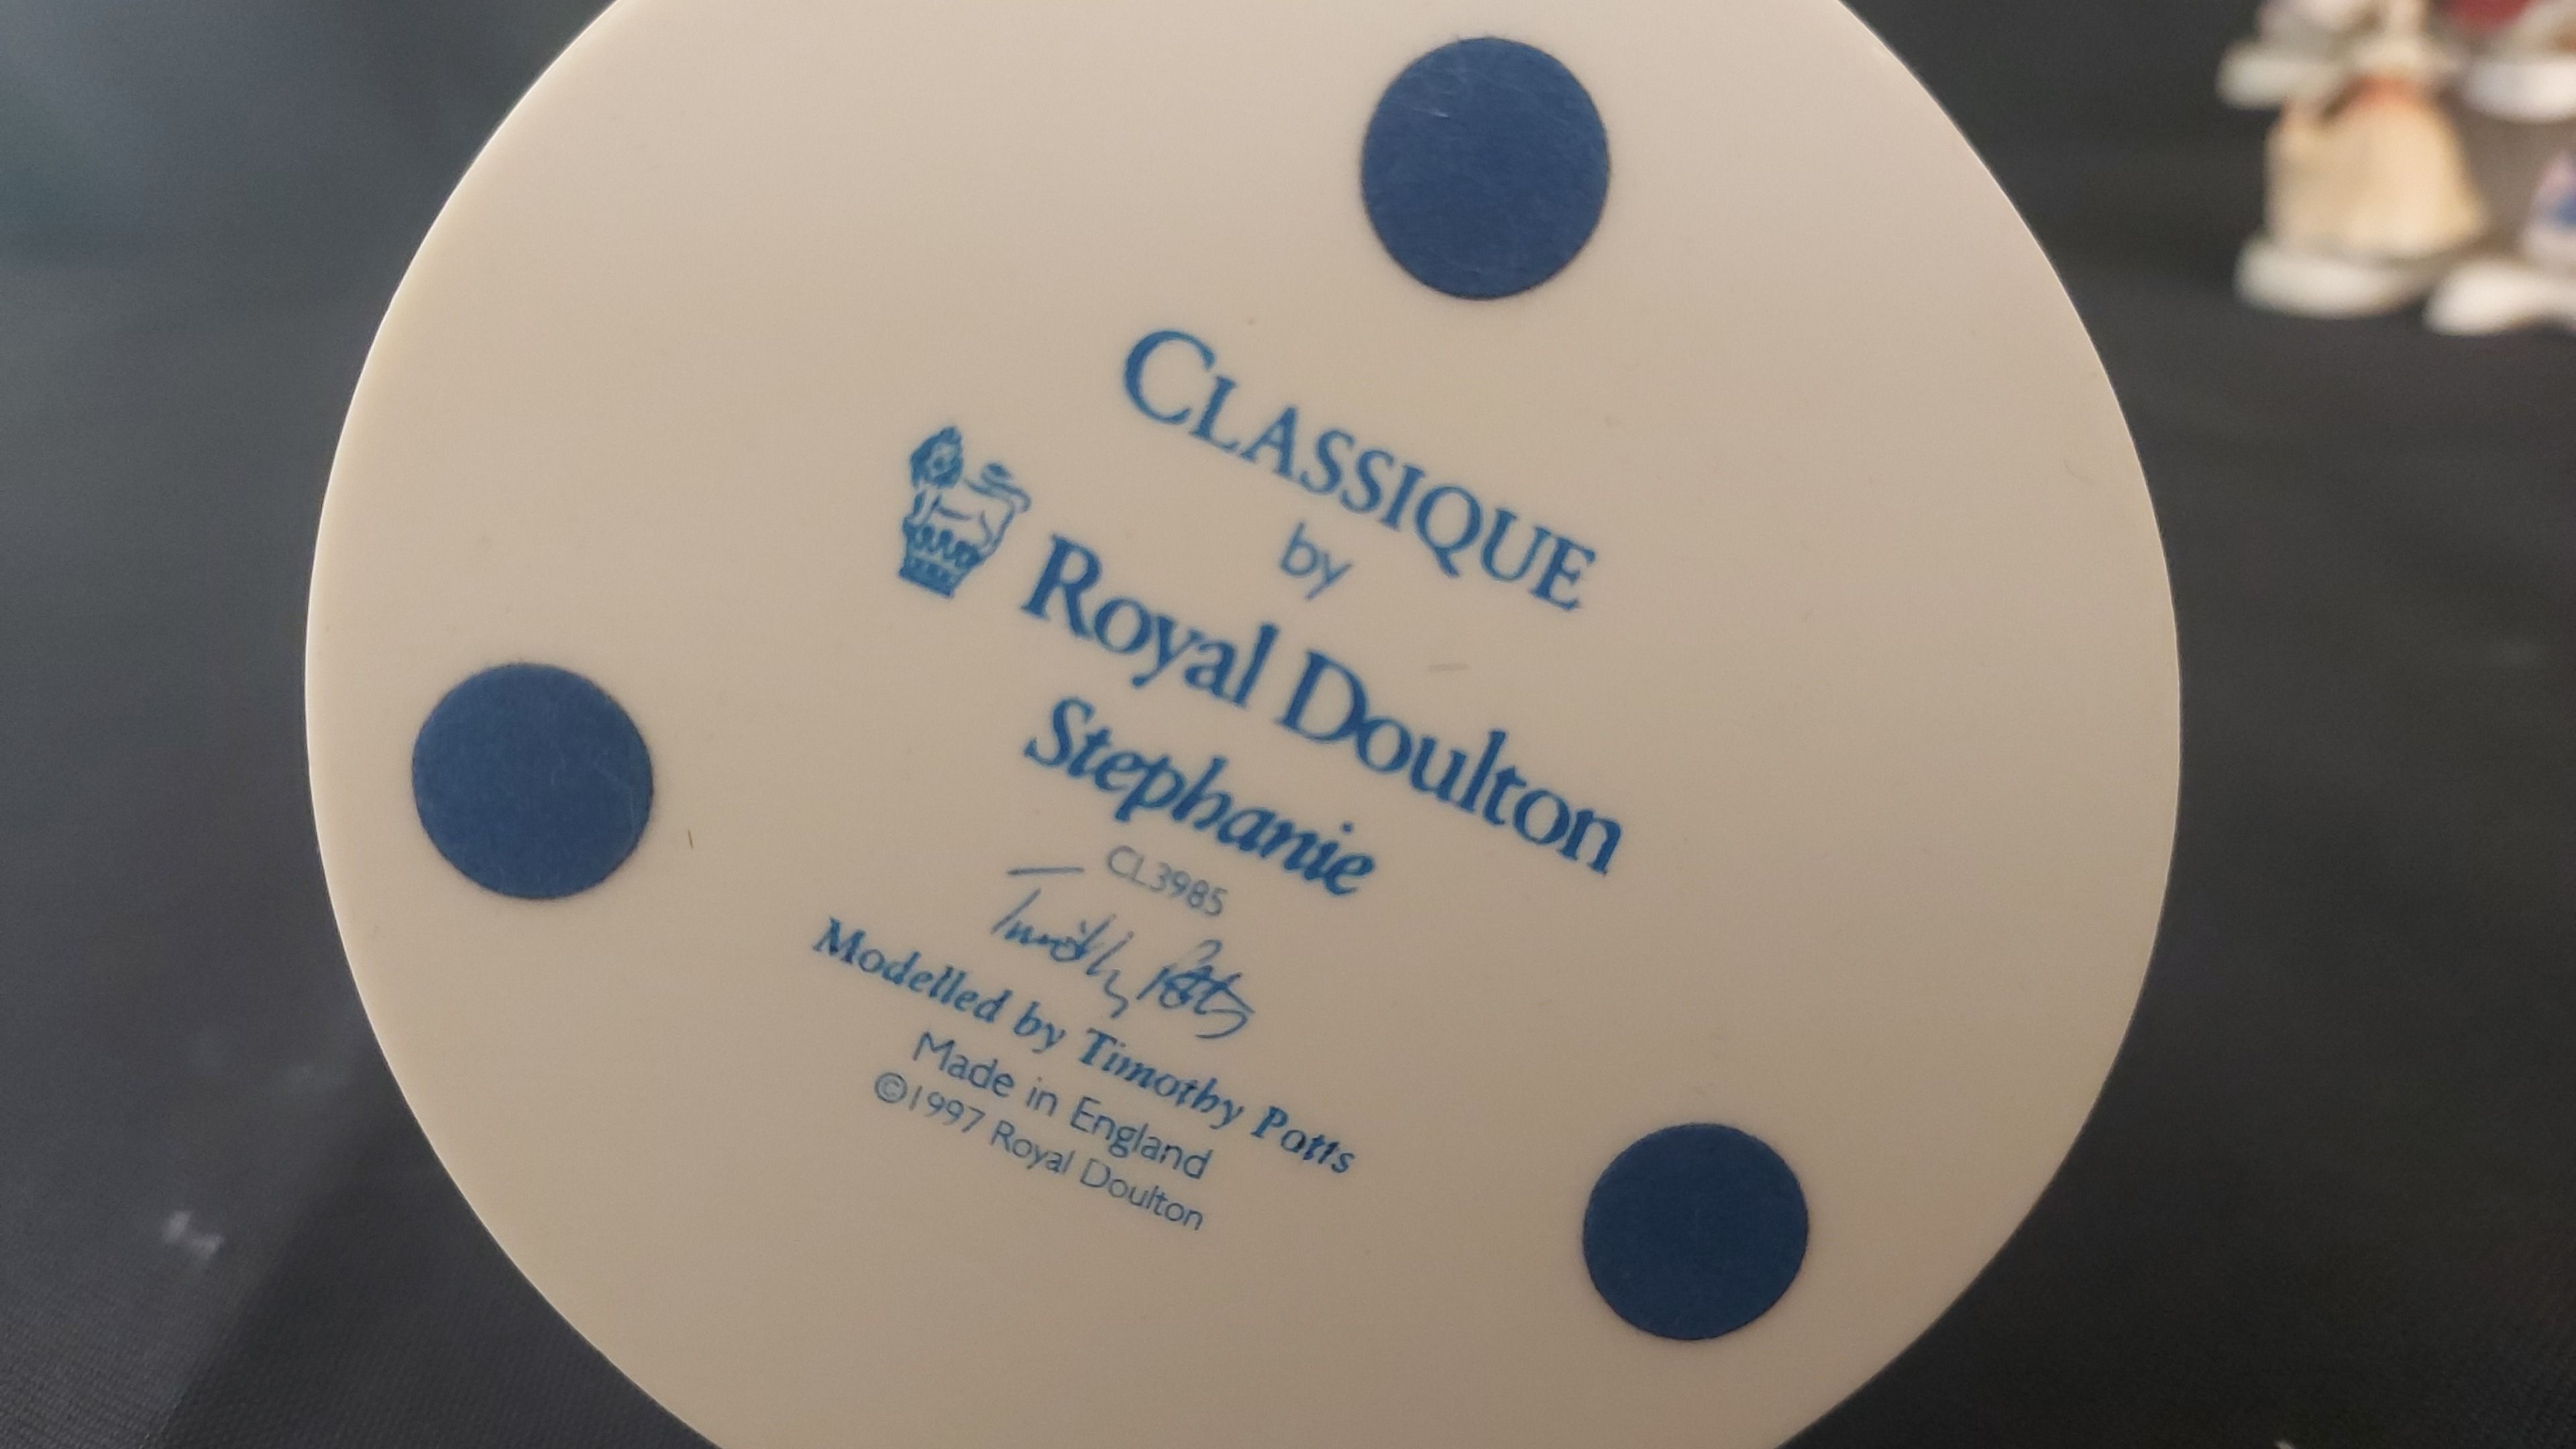 CLASSIQUE
by
Royal Doulton
Stephanie
CL3985
Timothy Potts
Modelled by Timothy Potts
Made in England
©1997 Royal Doulton